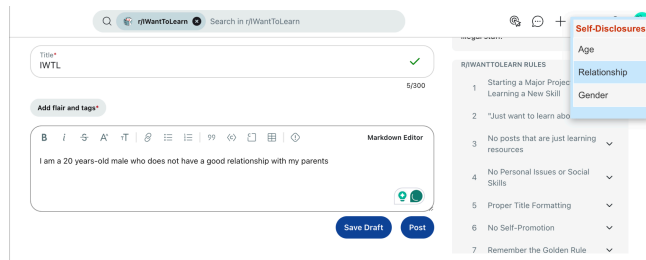 r/IWantToLearn Search in r/IWantToLearn
Self-Disclosures
Age
Relationship
Gender
Title*
IWTL
5/300
Add flair and tags*
B i S A T 99 Markdown Editor
I am a 20 years-old male who does not have a good relationship with my parents
Save Draft Post
R/IWANTTOLEARN RULES
1 Starting a Major Projec
Learning a New Skill
2 "Just want to learn abo
3 No posts that are just learning
resources
4 No Personal Issues or Social
Skills
5 Proper Title Formatting
6 No Self-Promotion
7 Remember the Golden Rule